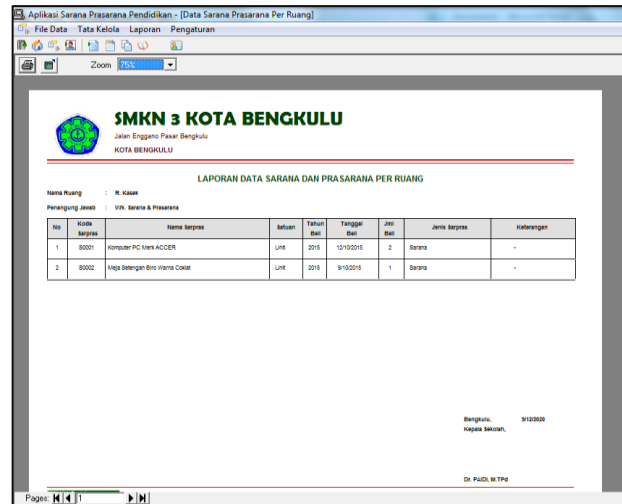 Aplikasi Sarana Prasarana Pendidikan - [Data Sarana Prasarana Per Ruang]
File Data Tata Kelola Laporan Pengaturan
Zoom 75%
SMKN 3 KOTA BENGKULU
Jalan Enggano Pasar Bengkulu
KOTA BENGKULU
LAPORAN DATA SARANA DAN PRASARANA PER RUANG
Nama Ruang : R. Kasek
Penangung Jawab : Wk. Sarana & Prasarana
No Kode Sarpras Nama Sarpras Satuan Tahun Beli Tanggal Beli Jml Beli Jenis Sarpras Keterangan
1 S0001 Komputer PC Merk ACCER Unit 2015 12/10/2015 2 Sarana -
2 S0002 Meja Setengah Biro Warna Coklat Unit 2015 9/10/2015 1 Sarana -
Bengkulu, 9/12/2020
Kepala Sekolah,
Dr. PAIDI, M.TPd
Pages: 1